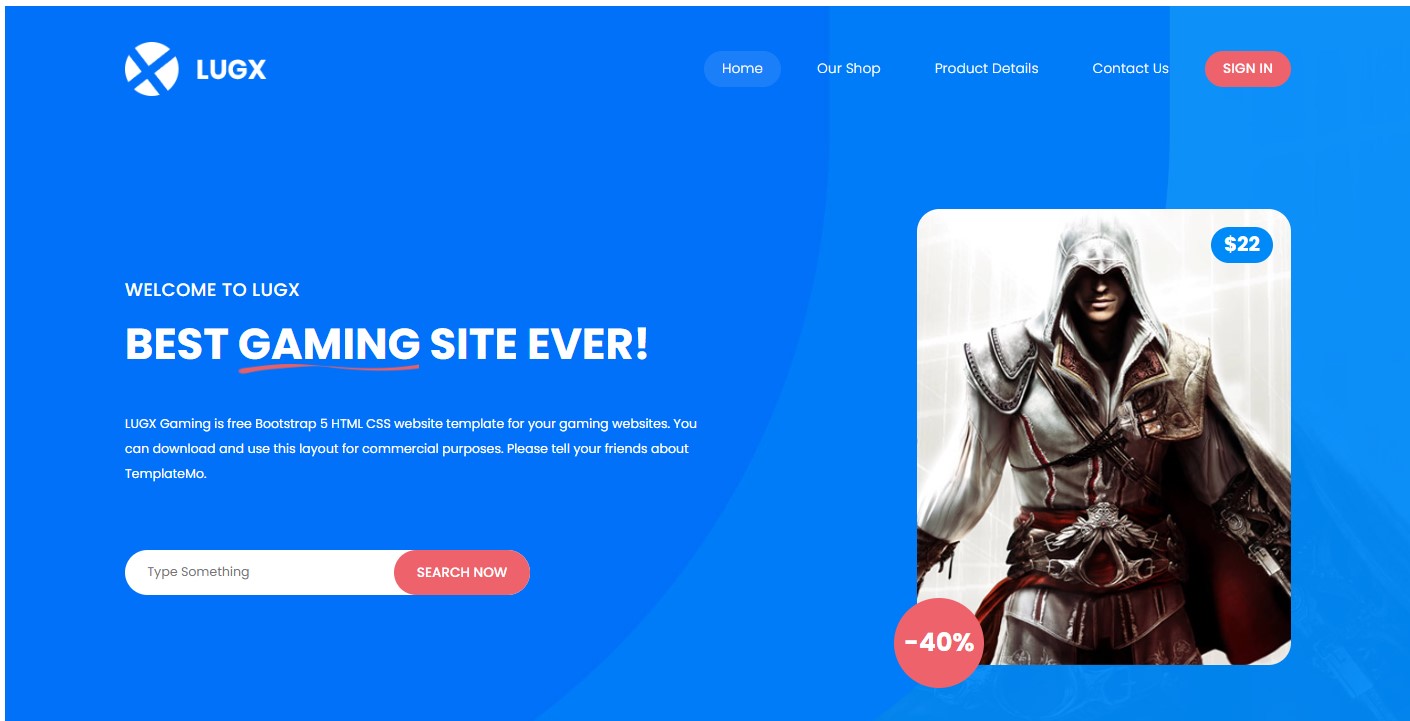 LUGX
Home
Our Shop
Product Details
Contact Us
SIGN IN
WELCOME TO LUGX
BEST GAMING SITE EVER!
LUGX Gaming is free Bootstrap 5 HTML CSS website template for your gaming websites. You
can download and use this layout for commercial purposes. Please tell your friends about
TemplateMo.
Type Something
SEARCH NOW
$22
-40%